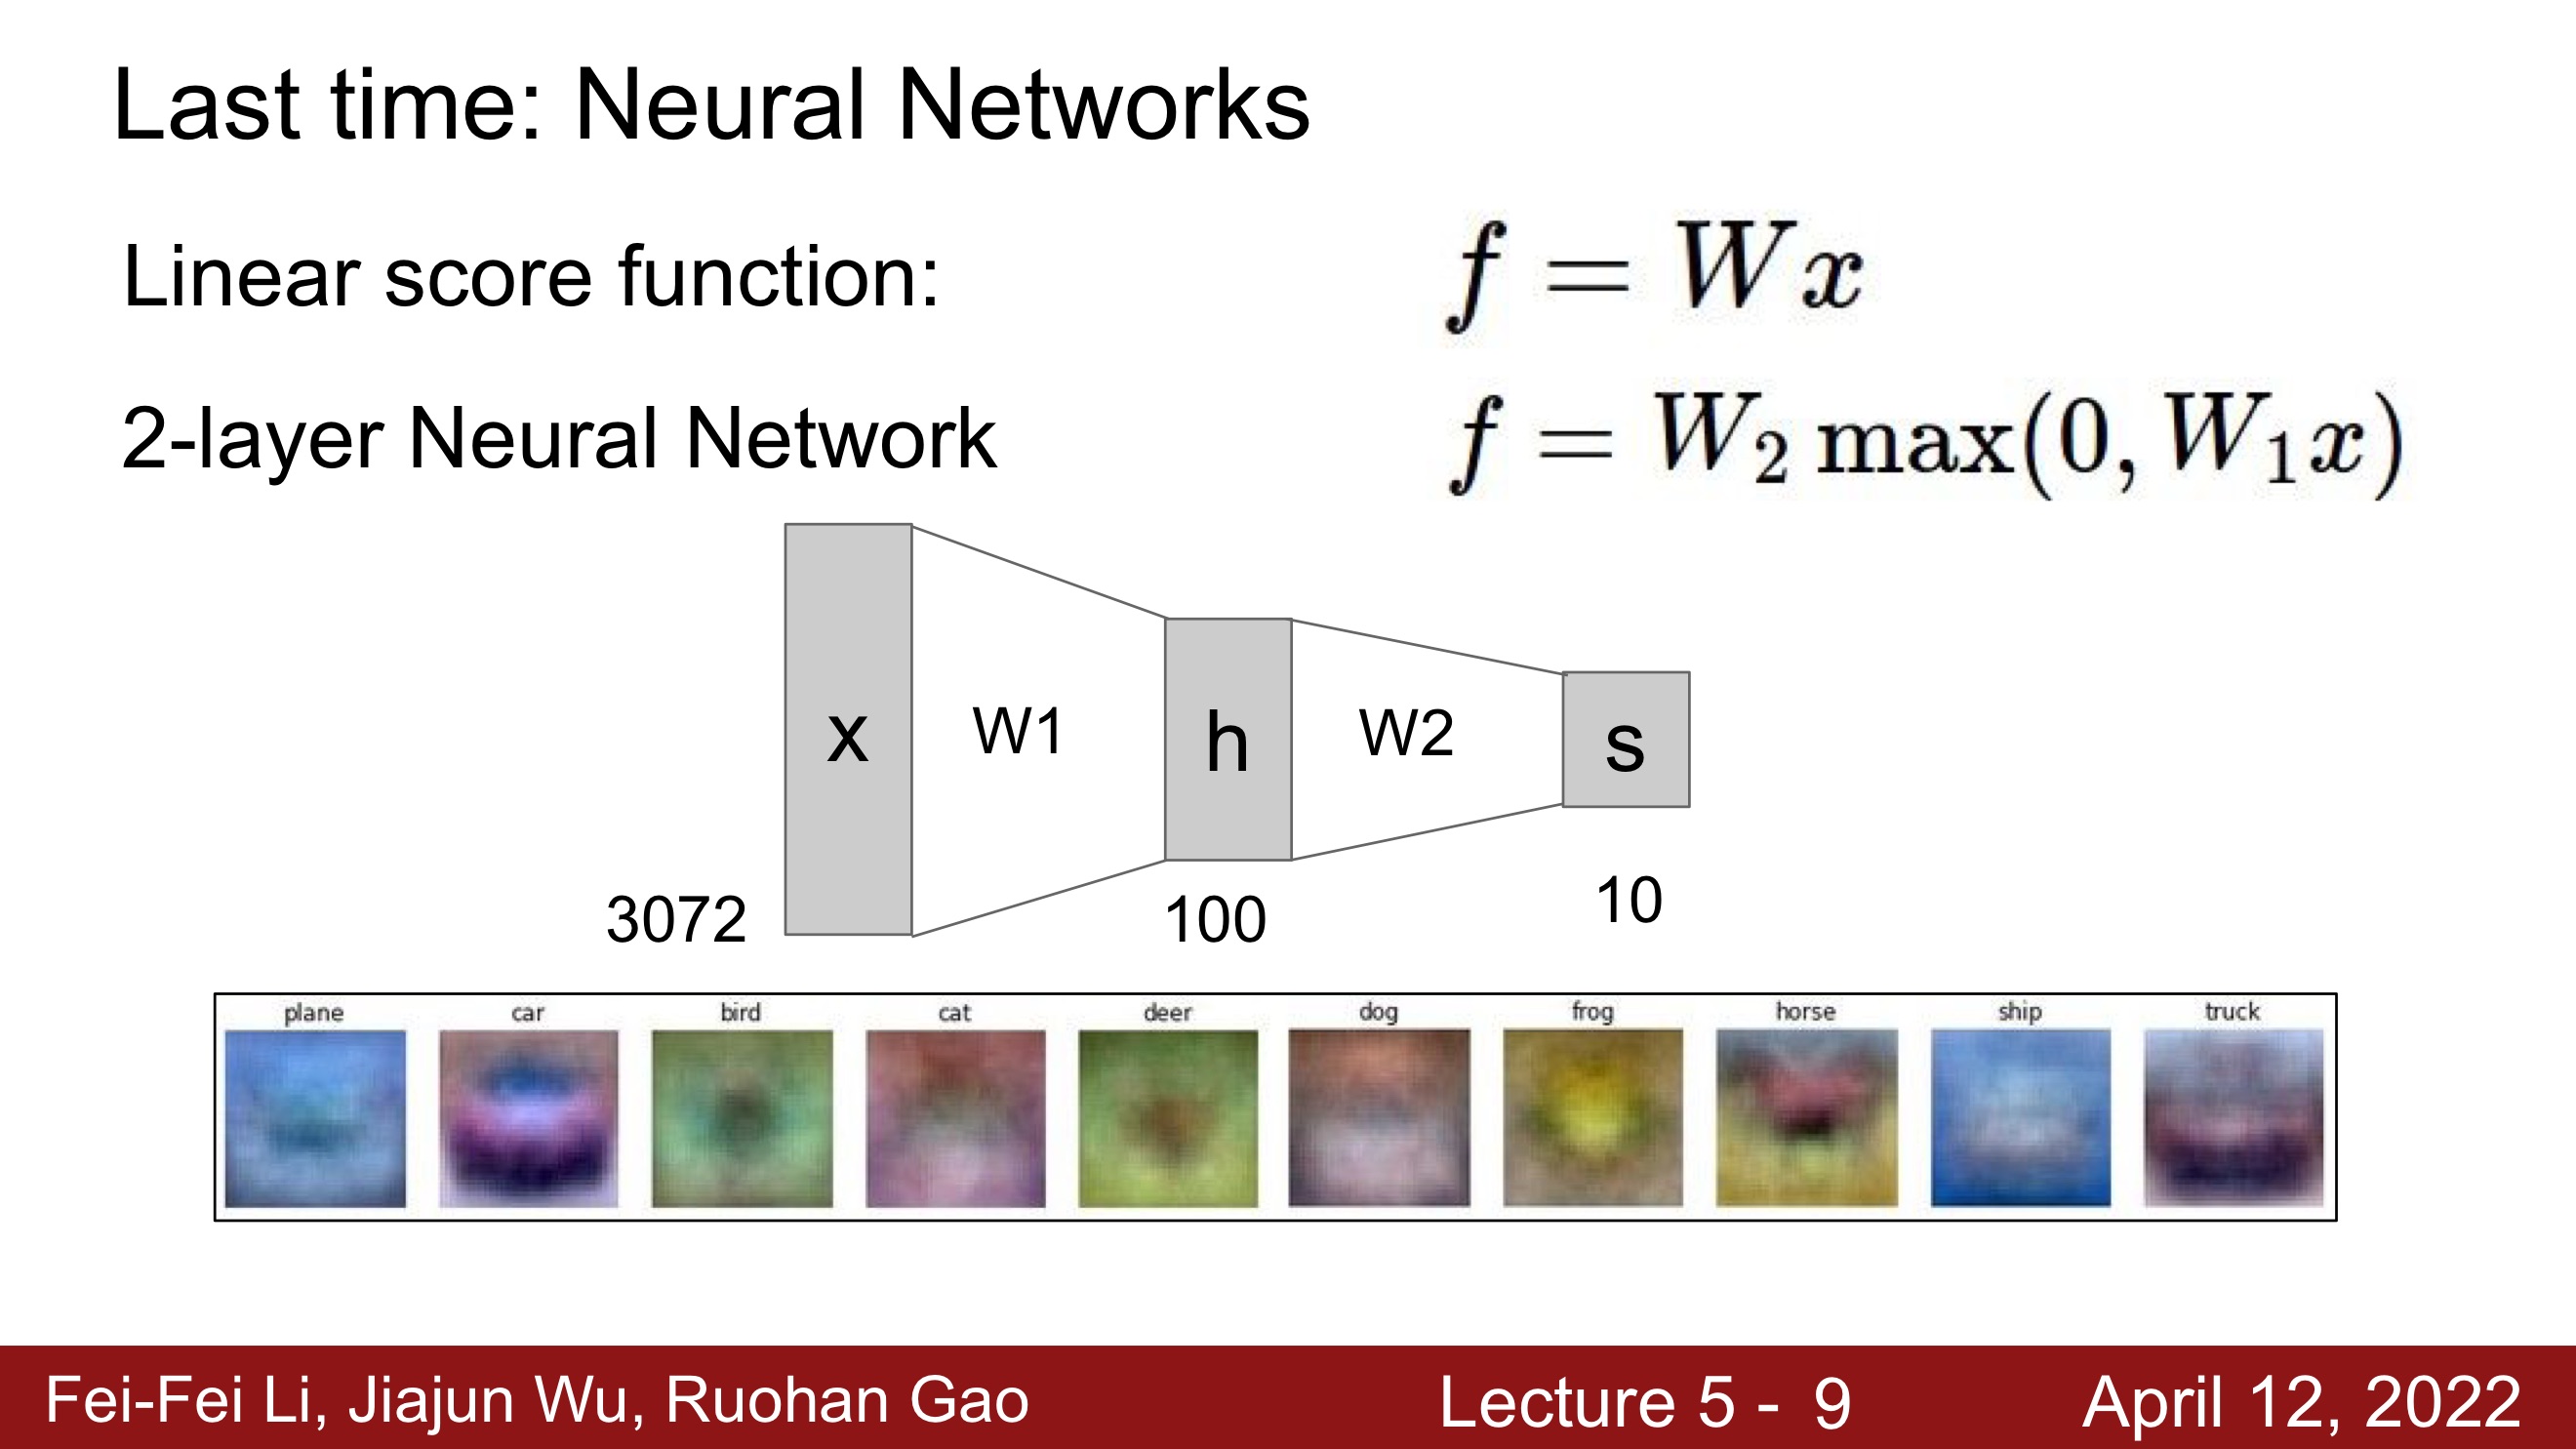 Last time: Neural Networks
Linear score function: f = Wx
2-layer Neural Network f = W₂ max(0, W₁x)
x W1 h W2 s
3072 100 10
plane car bird cat deer dog frog horse ship truck
Fei-Fei Li, Jiajun Wu, Ruohan Gao Lecture 5 - 9 April 12, 2022